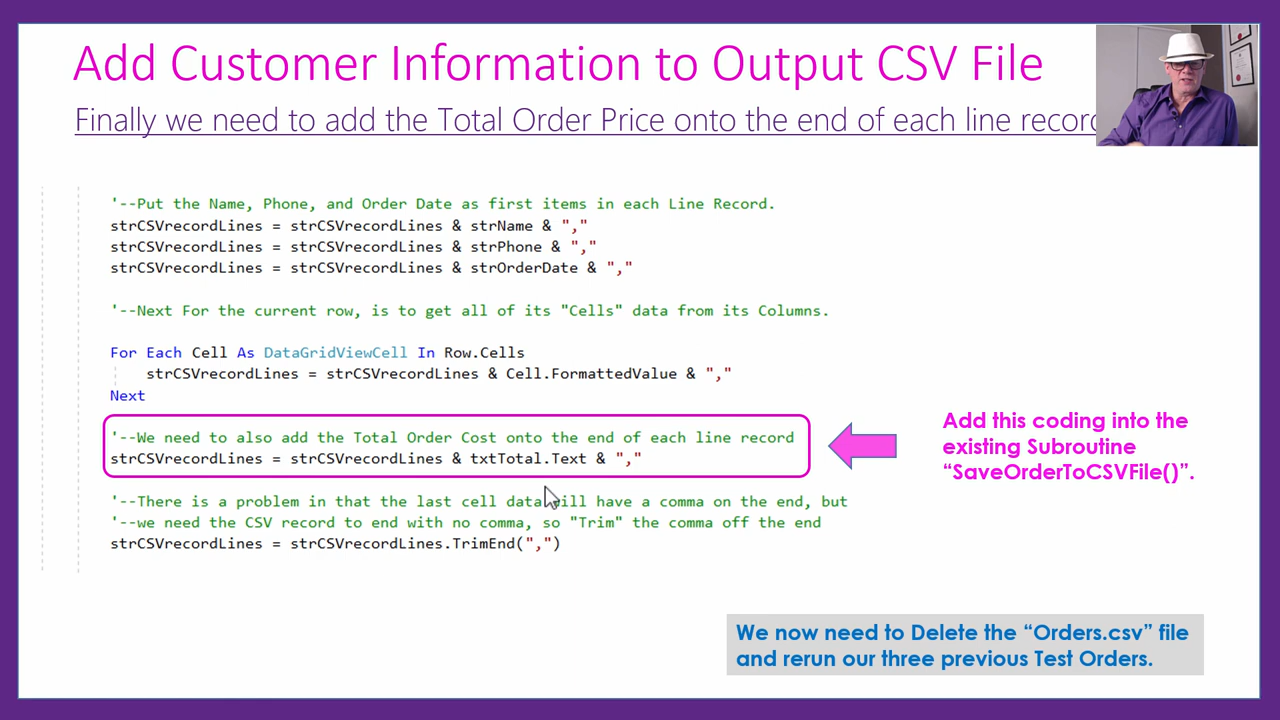 Add Customer Information to Output CSV File
Finally we need to add the Total Order Price onto the end of each line record
'--Put the Name, Phone, and Order Date as first items in each Line Record.
strCSVrecordLines = strCSVrecordLines & strName & ","
strCSVrecordLines = strCSVrecordLines & strPhone & ","
strCSVrecordLines = strCSVrecordLines & strOrderDate & ","
'--Next For the current row, is to get all of its "Cells" data from its Columns.
For Each Cell As DataGridViewCell In Row.Cells
strCSVrecordLines = strCSVrecordLines & Cell.FormattedValue & ","
Next
'--We need to also add the Total Order Cost onto the end of each line record
strCSVrecordLines = strCSVrecordLines & txtTotal.Text & ","
Add this coding into the
existing Subroutine
“SaveOrderToCSVFile()”.
'--There is a problem in that the last cell data will have a comma on the end, but
'--we need the CSV record to end with no comma, so "Trim" the comma off the end
strCSVrecordLines = strCSVrecordLines.TrimEnd(",")
We now need to Delete the “Orders.csv” file
and rerun our three previous Test Orders.